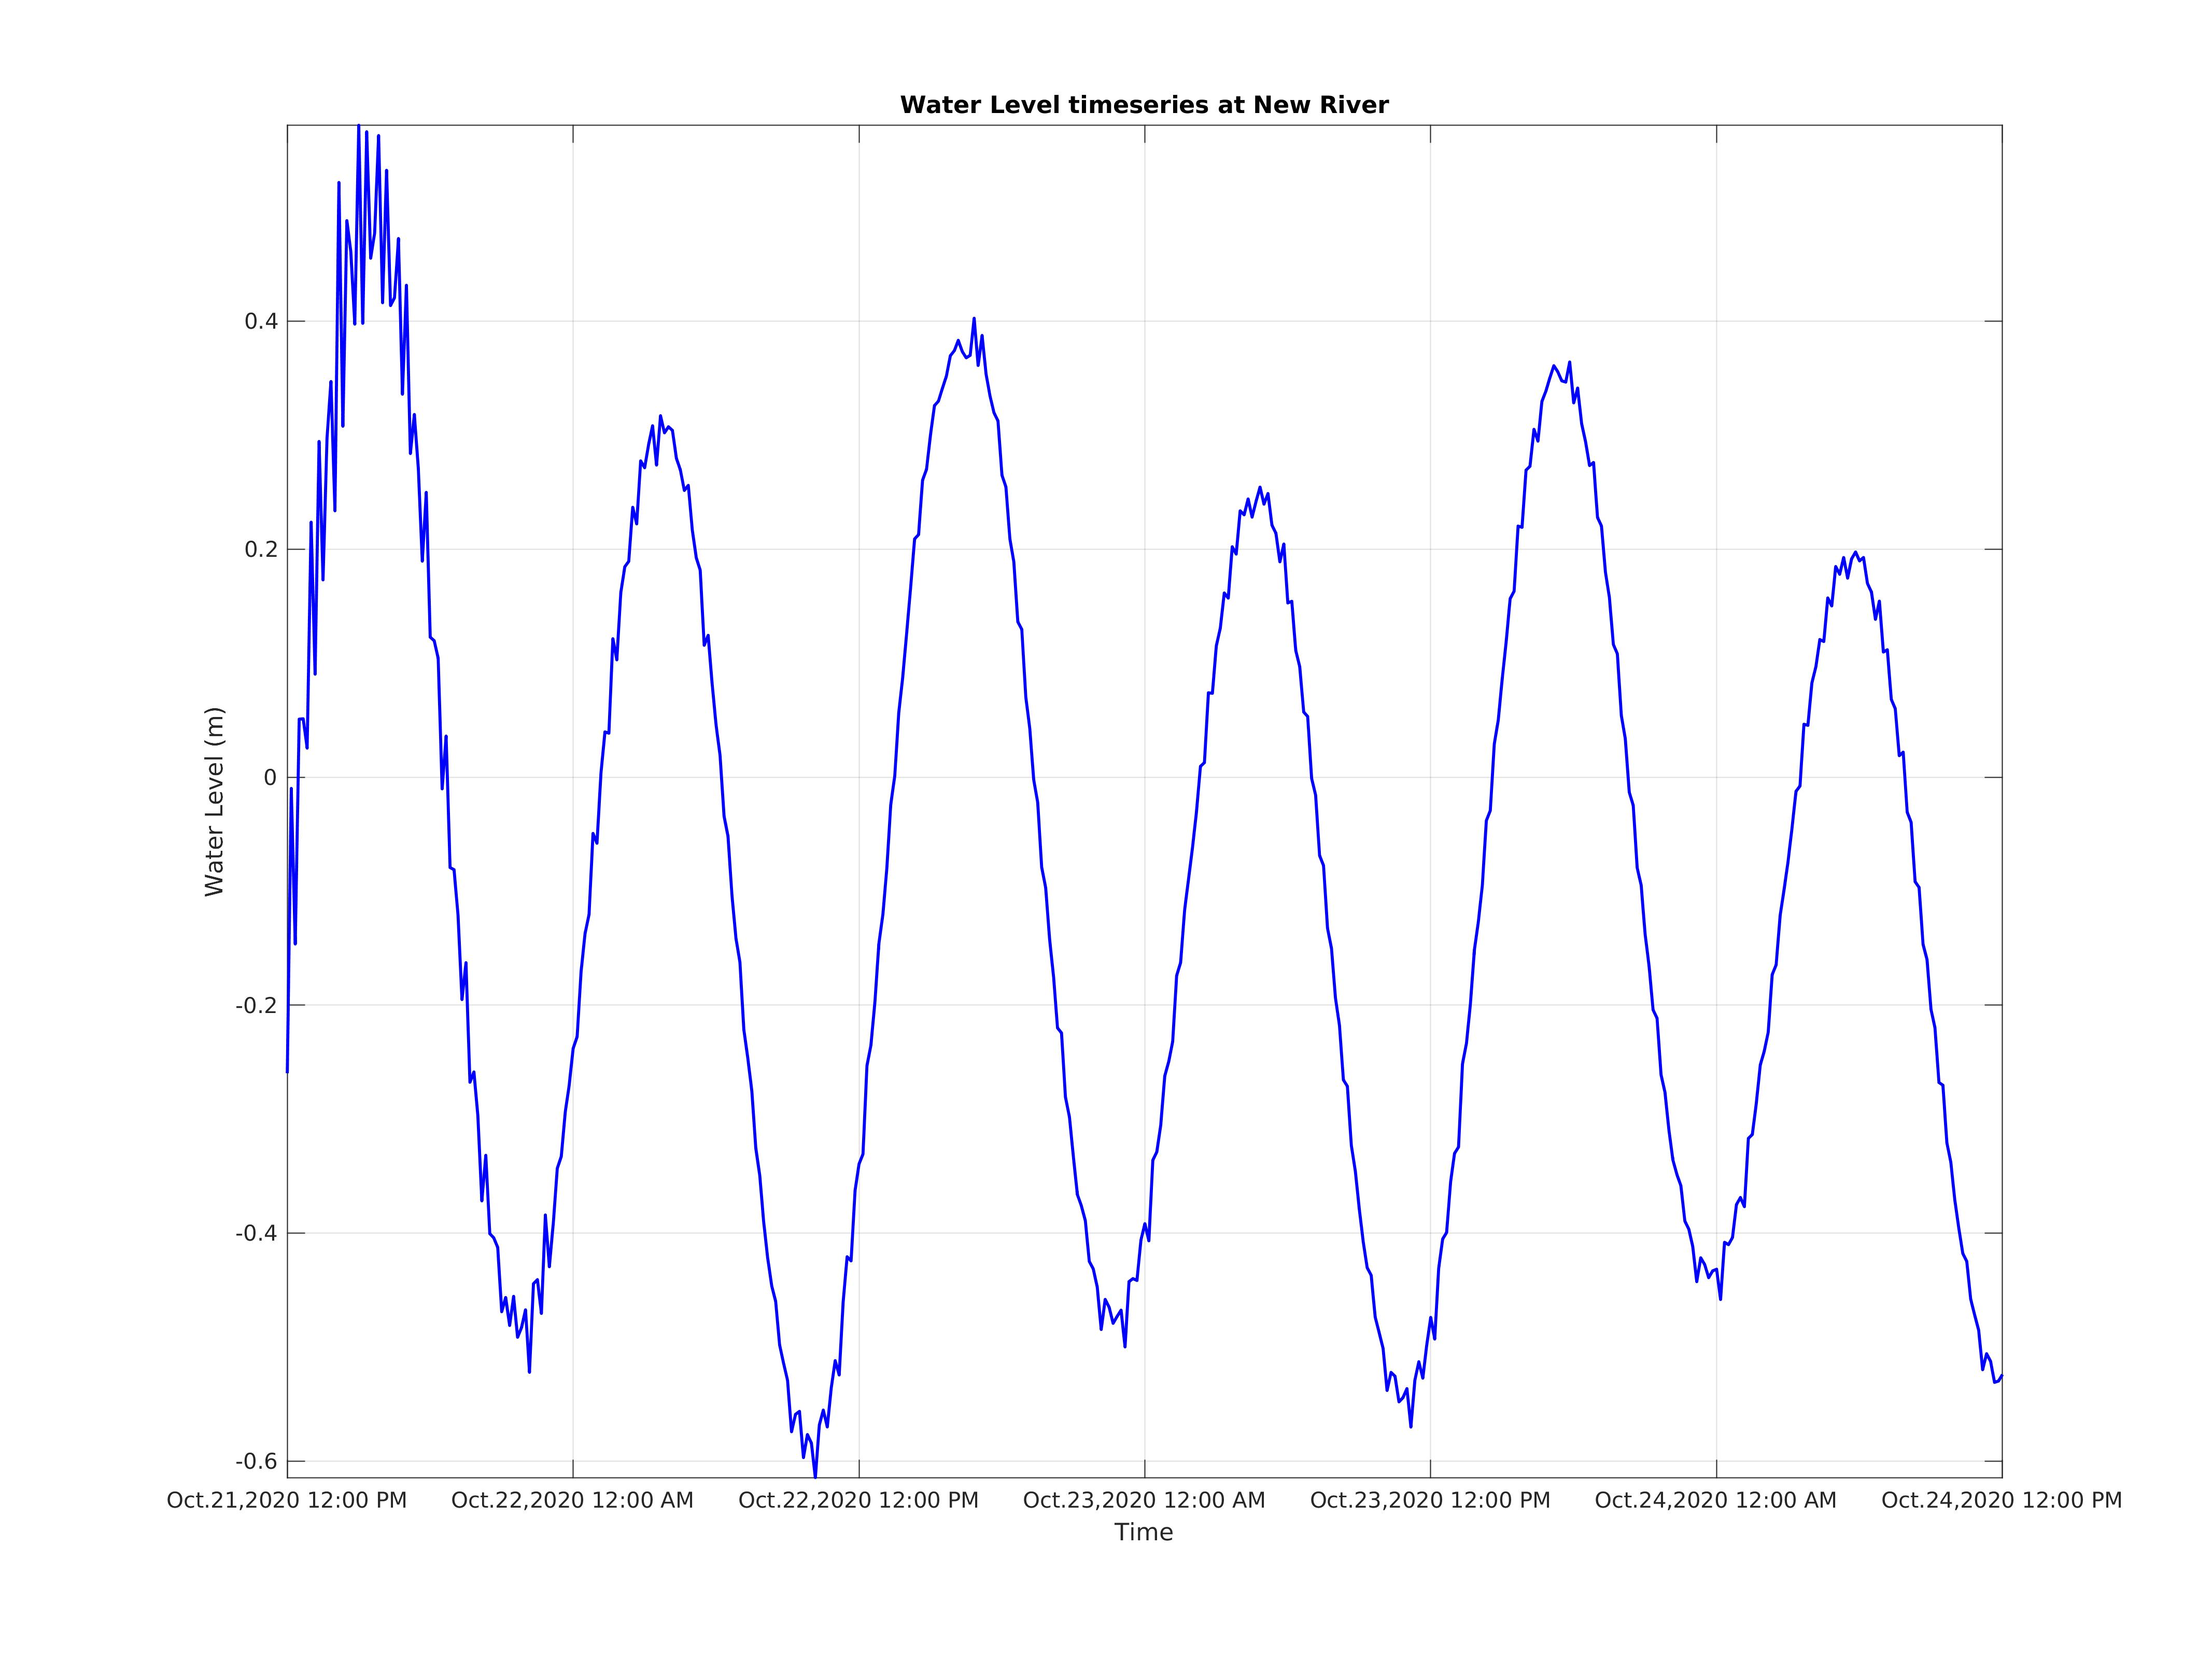 Water Level timeseries at New River
Water Level (m)
0.4
0.2
0
-0.2
-0.4
-0.6
Oct.21,2020 12:00 PM
Oct.22,2020 12:00 AM
Oct.22,2020 12:00 PM
Oct.23,2020 12:00 AM
Oct.23,2020 12:00 PM
Oct.24,2020 12:00 AM
Oct.24,2020 12:00 PM
Time